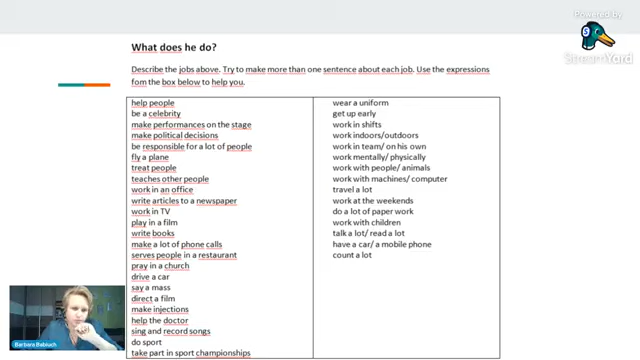 Powered by
StreamYard
What does he do?
Describe the jobs above. Try to make more than one sentence about each job. Use the expressions
fom the box below to help you.
help people
be a celebrity
make performances on the stage
make political decisions
be responsible for a lot of people
fly a plane
treat people
teaches other people
work in an office
write articles to a newspaper
work in TV
play in a film
write books
make a lot of phone calls
serves people in a restaurant
pray in a church
drive a car
say a mass
direct a film
make injections
help the doctor
sing and record songs
do sport
take part in sport championships
wear a uniform
get up early
work in shifts
work indoors/outdoors
work in team/ on his own
work mentally/ physically
work with people/ animals
work with machines/ computer
travel a lot
work at the weekends
do a lot of paper work
work with children
talk a lot/ read a lot
have a car/ a mobile phone
count a lot
Barbora Babiuch